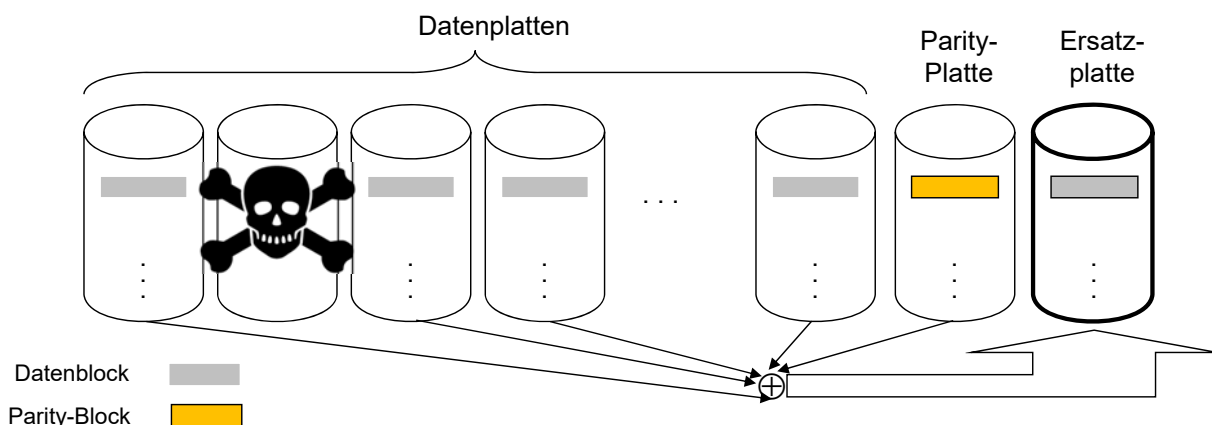 Datenplatten
Parity-
Platte
Ersatz-
platte
. . .
Datenblock
Parity-Block